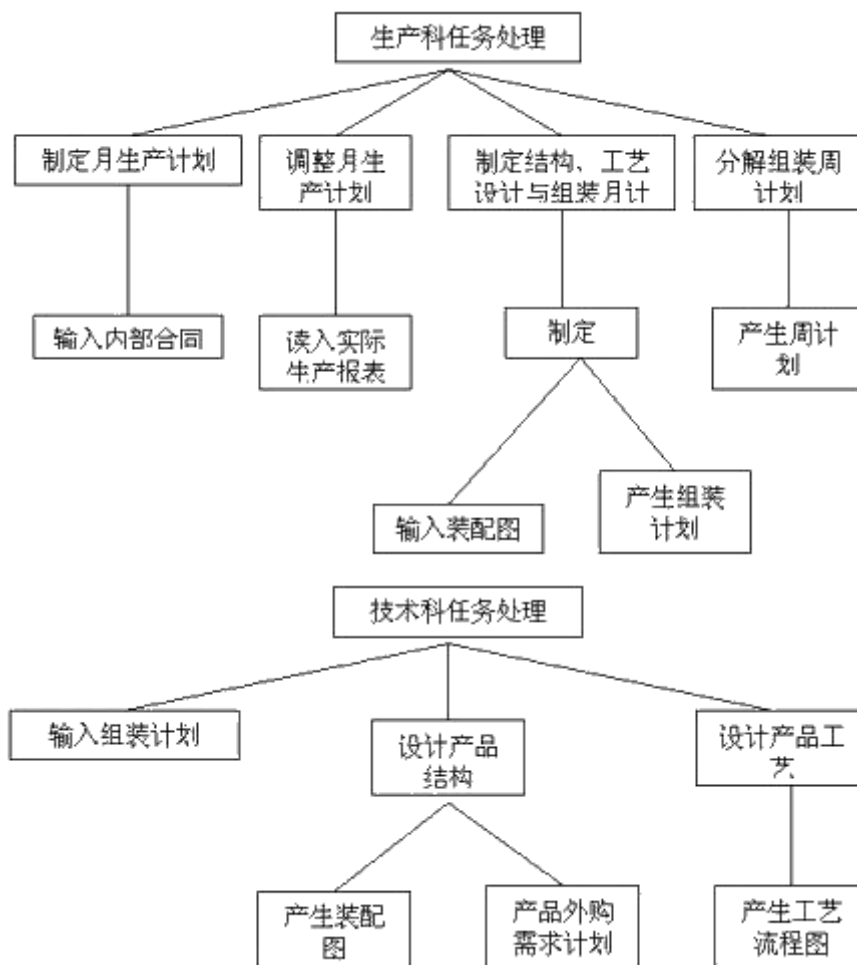 生产科任务处理
制定月生产计划
调整月生
产计划
制定结构、工艺
设计与组装月计
分解组装周
计划
输入内部合同
读入实际
生产报表
制定
产生周计
划
输入装配图
产生组装
计划
技术科任务处理
输入组装计划
设计产品
结构
设计产品工
艺
产生装配
图
产品外购
需求计划
产生工艺
流程图